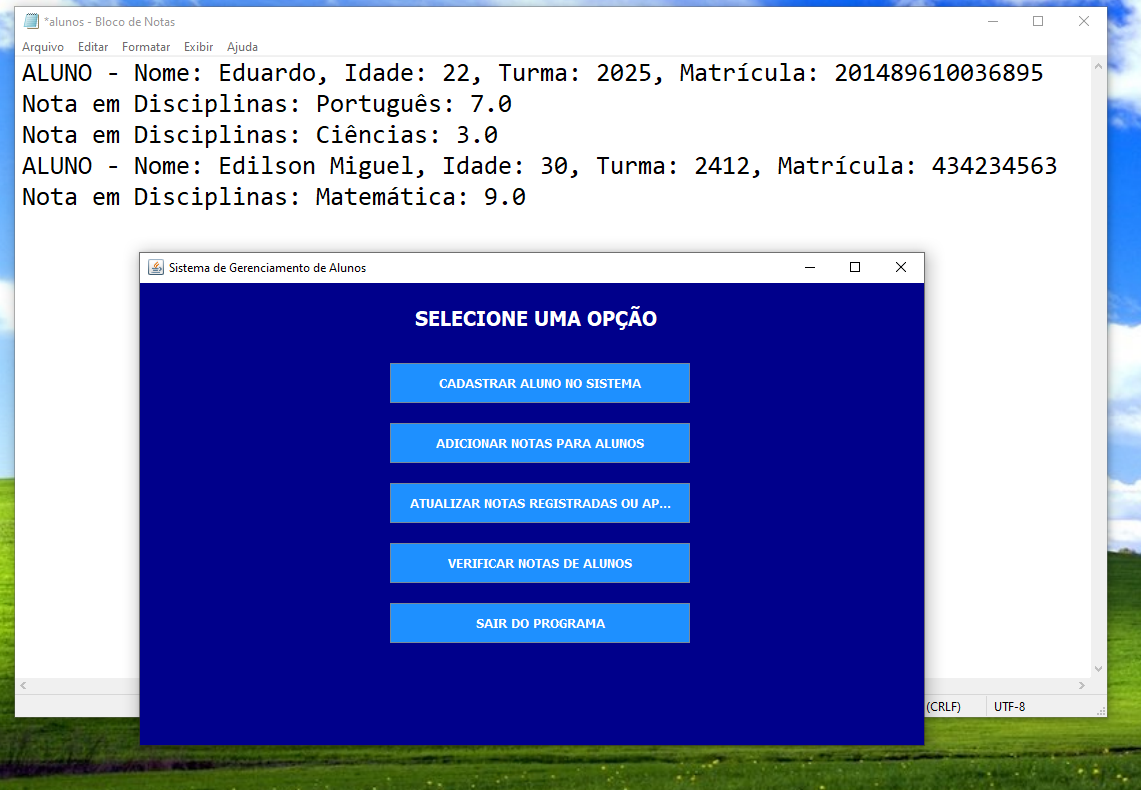 *alunos - Bloco de Notas
Arquivo Editar Formatar Exibir Ajuda
ALUNO - Nome: Eduardo, Idade: 22, Turma: 2025, Matrícula: 201489610036895
Nota em Disciplinas: Português: 7.0
Nota em Disciplinas: Ciências: 3.0
ALUNO - Nome: Edilson Miguel, Idade: 30, Turma: 2412, Matrícula: 434234563
Nota em Disciplinas: Matemática: 9.0
Sistema de Gerenciamento de Alunos
SELECIONE UMA OPÇÃO
CADASTRAR ALUNO NO SISTEMA
ADICIONAR NOTAS PARA ALUNOS
ATUALIZAR NOTAS REGISTRADAS OU AP...
VERIFICAR NOTAS DE ALUNOS
SAIR DO PROGRAMA
(CRLF) UTF-8